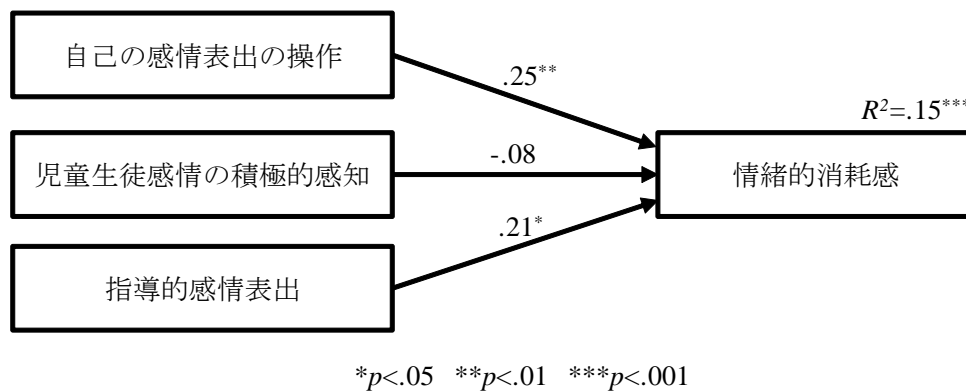 自己の感情表出の操作
.25**
R²=.15***
児童生徒感情の積極的感知
-.08
情緒的消耗感
.21*
指導的感情表出
*p<.05 **p<.01 ***p<.001